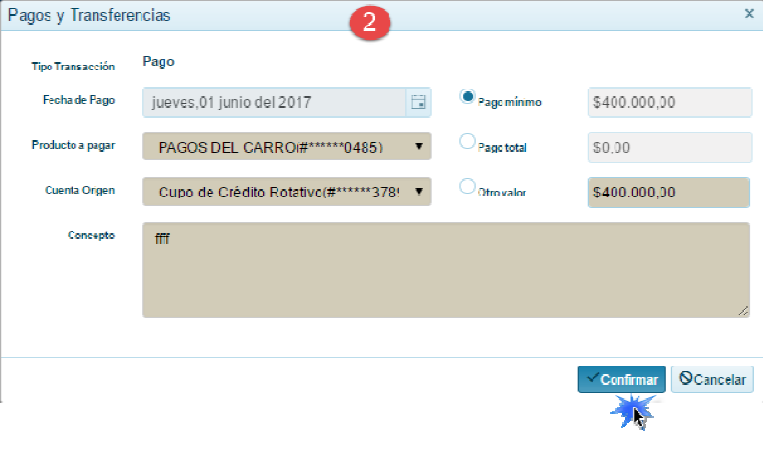 Pagos y Transferencias x
2
Tipo Transacción Pago
Fecha de Pago jueves,01 junio del 2017 Pago mínmo $400.000,00
Producto a pagar PAGOS DEL CARRO(#******0485) Pago total $0,00
Cuenta Origen Cupo de Crédito Rotativo(#******3789 Otro valor $400.000,00
Concepto fff
Confirmar Cancelar